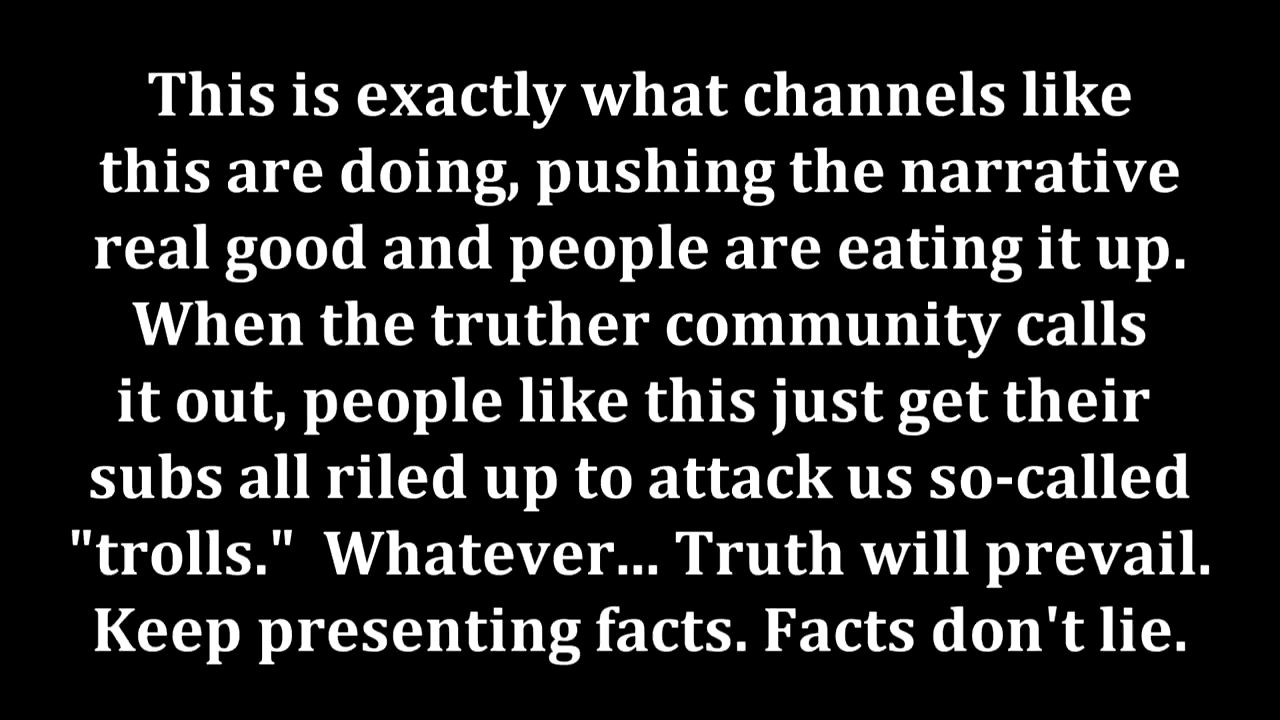 This is exactly what channels like
this are doing, pushing the narrative
real good and people are eating it up.
When the truther community calls
it out, people like this just get their
subs all riled up to attack us so-called
"trolls."  Whatever... Truth will prevail.
Keep presenting facts. Facts don't lie.